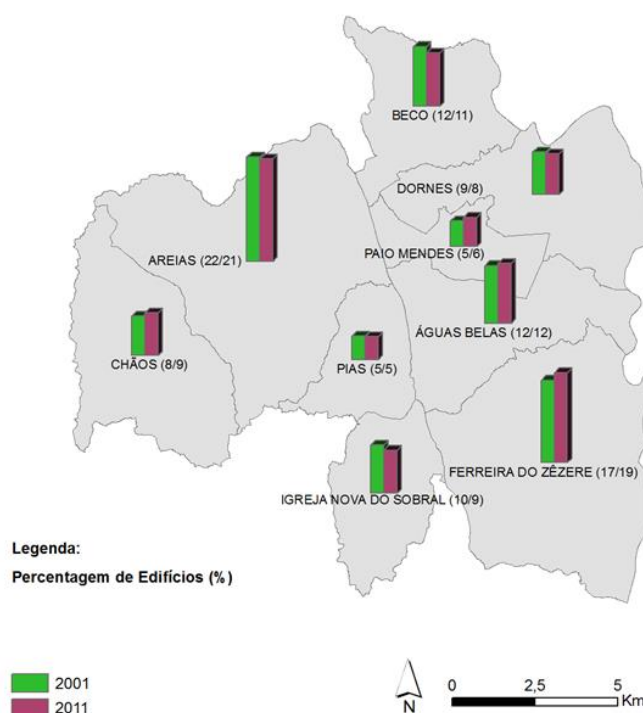 BECO (12/11)
DORNES (9/8)
PAIO MENDES (5/6)
AREIAS (22/21)
ÁGUAS BELAS (12/12)
CHÃOS (8/9)
PIAS (5/5)
FERREIRA DO ZÊZERE (17/19)
IGREJA NOVA DO SOBRAL (10/9)
Legenda:
Percentagem de Edifícios (%)
2001
2011
N
0 2,5 5
Km